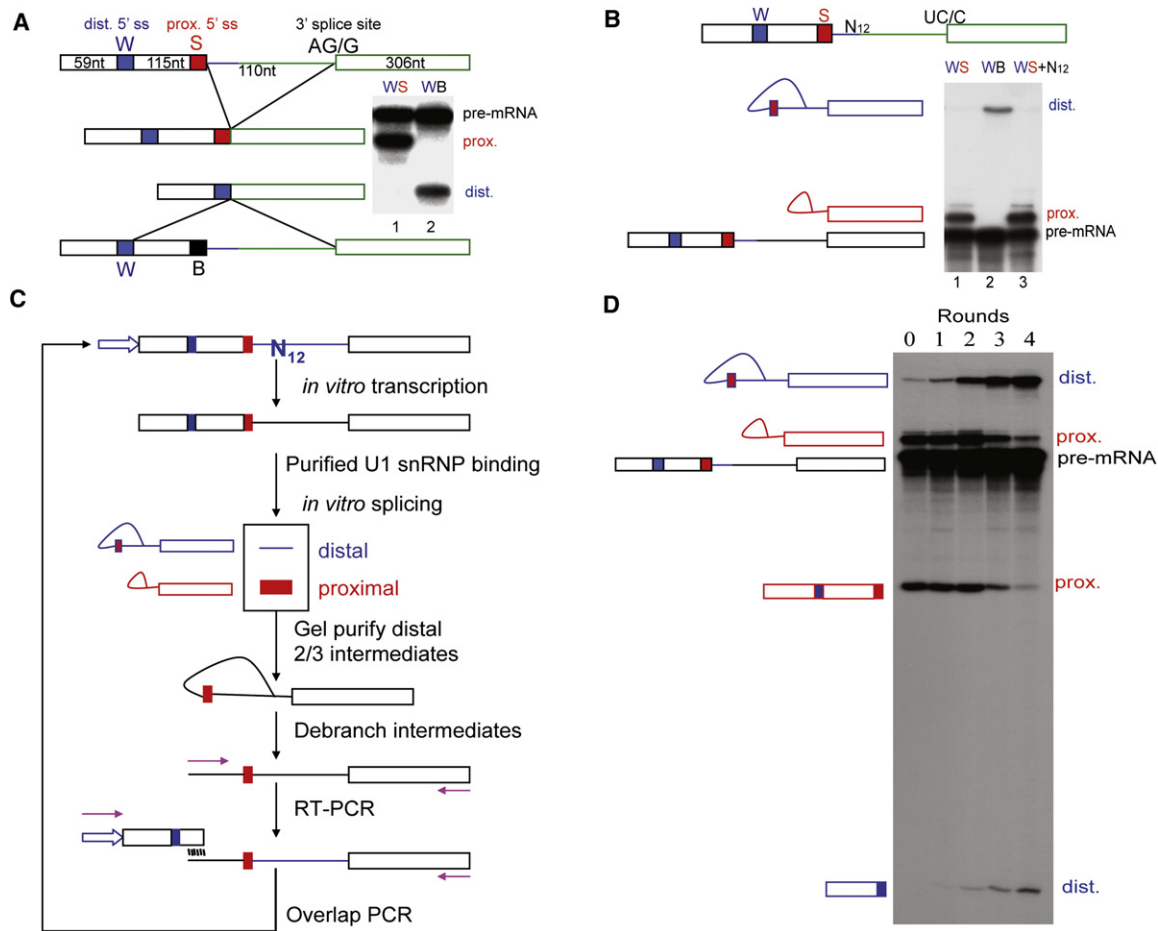 A
dist. 5' ss
prox. 5' ss
3' splice site
W
S
AG/G
59nt
115nt
110nt
306nt
WS WB
pre-mRNA
prox.
dist.
1 2
W
B
B
W
S
N12
UC/C
WS WB WS+N12
dist.
prox.
pre-mRNA
1 2 3
C
N12
in vitro transcription
Purified U1 snRNP binding
in vitro splicing
distal
proximal
Gel purify distal
2/3 intermediates
Debranch intermediates
RT-PCR
Overlap PCR
D
Rounds
0 1 2 3 4
dist.
prox.
pre-mRNA
prox.
dist.